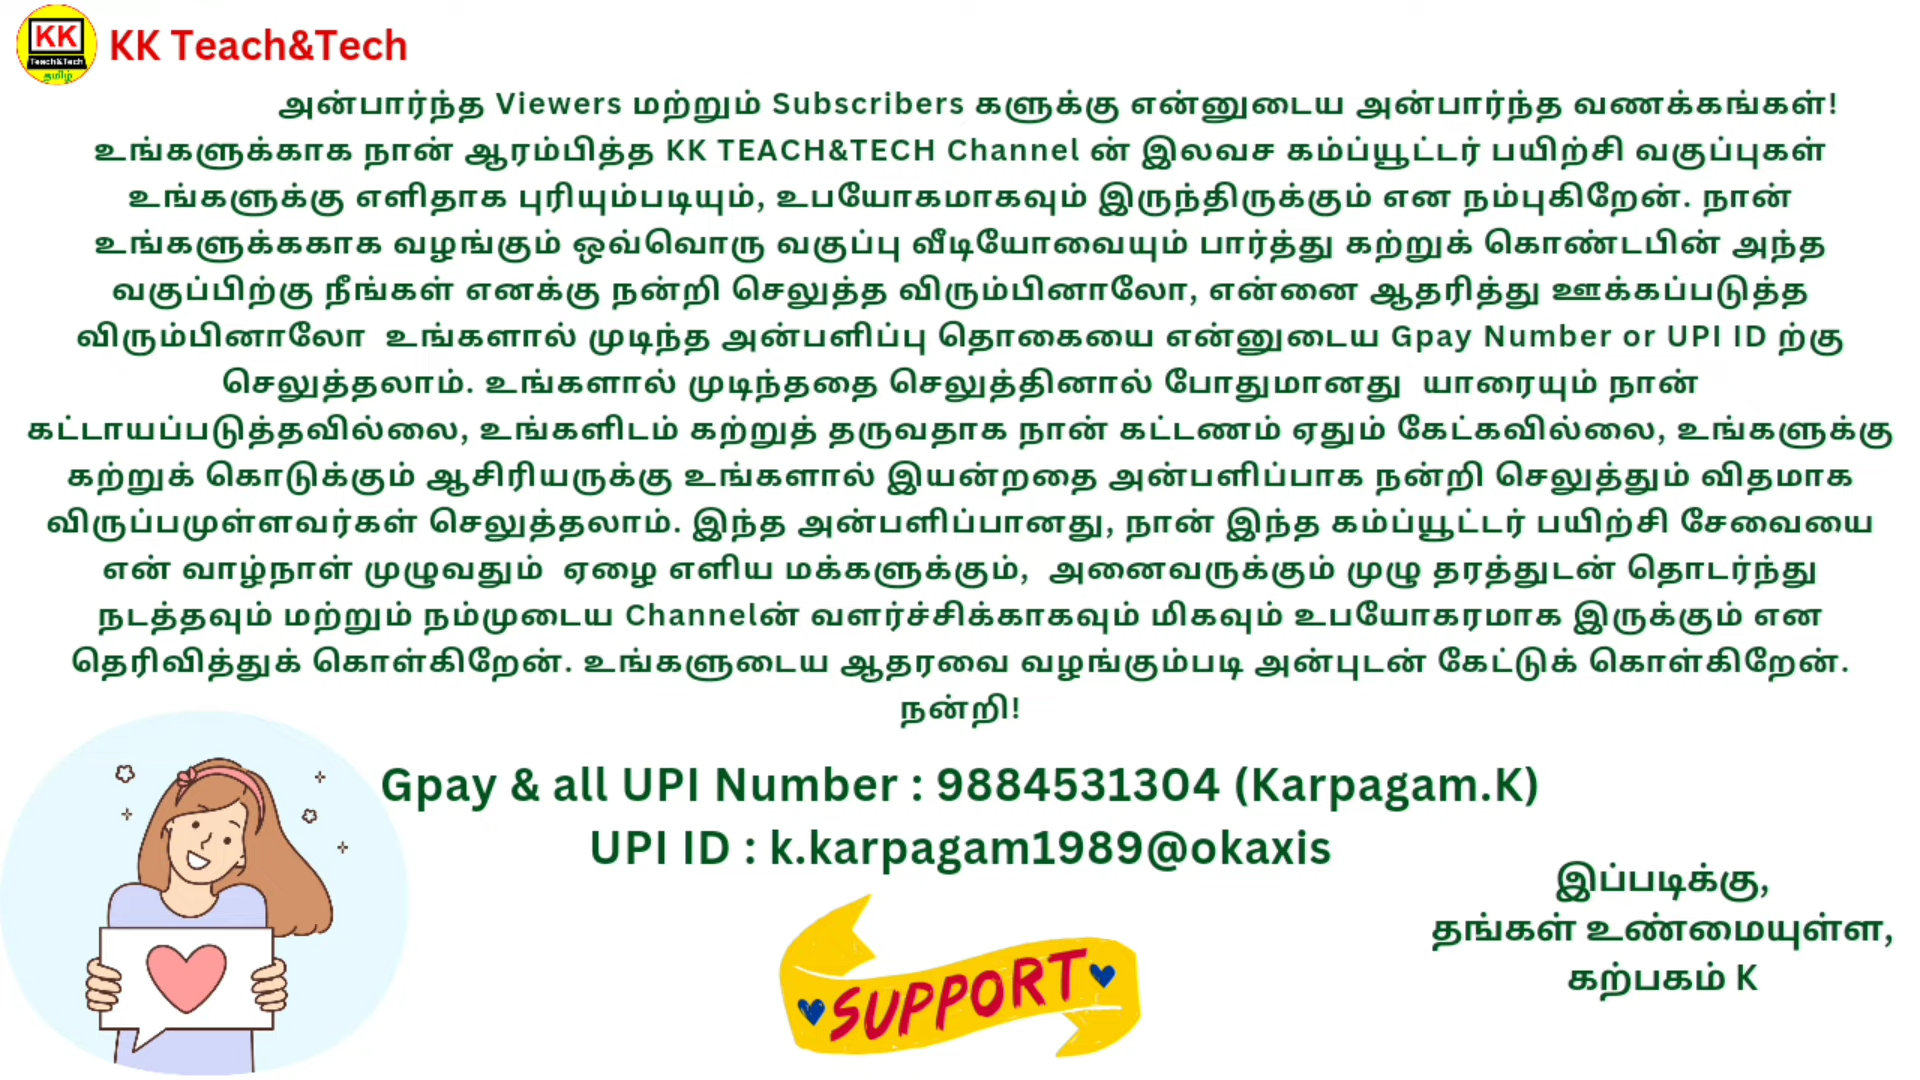 KK
Teach&Tech
தமிழ்
KK Teach&Tech
அன்பார்ந்த Viewers மற்றும் Subscribers களுக்கு என்னுடைய அன்பார்ந்த வணக்கங்கள்!
உங்களுக்காக நான் ஆரம்பித்த KK TEACH&TECH Channel ன் இலவச கம்ப்யூட்டர் பயிற்சி வகுப்புகள்
உங்களுக்கு எளிதாக புரியும்படியும், உபயோகமாகவும் இருந்திருக்கும் என நம்புகிறேன். நான்
உங்களுக்ககாக வழங்கும் ஒவ்வொரு வகுப்பு வீடியோவையும் பார்த்து கற்றுக் கொண்டபின் அந்த
வகுப்பிற்கு நீங்கள் எனக்கு நன்றி செலுத்த விரும்பினாலோ, என்னை ஆதரித்து ஊக்கப்படுத்த
விரும்பினாலோ உங்களால் முடிந்த அன்பளிப்பு தொகையை என்னுடைய Gpay Number or UPI ID ற்கு
செலுத்தலாம். உங்களால் முடிந்ததை செலுத்தினால் போதுமானது யாரையும் நான்
கட்டாயப்படுத்தவில்லை, உங்களிடம் கற்றுத் தருவதாக நான் கட்டணம் ஏதும் கேட்கவில்லை, உங்களுக்கு
கற்றுக் கொடுக்கும் ஆசிரியருக்கு உங்களால் இயன்றதை அன்பளிப்பாக நன்றி செலுத்தும் விதமாக
விருப்பமுள்ளவர்கள் செலுத்தலாம். இந்த அன்பளிப்பானது, நான் இந்த கம்ப்யூட்டர் பயிற்சி சேவையை
என் வாழ்நாள் முழுவதும் ஏழை எளிய மக்களுக்கும், அனைவருக்கும் முழு தரத்துடன் தொடர்ந்து
நடத்தவும் மற்றும் நம்முடைய Channelன் வளர்ச்சிக்காகவும் மிகவும் உபயோகரமாக இருக்கும் என
தெரிவித்துக் கொள்கிறேன். உங்களுடைய ஆதரவை வழங்கும்படி அன்புடன் கேட்டுக் கொள்கிறேன்.
நன்றி!
Gpay & all UPI Number : 9884531304 (Karpagam.K)
UPI ID : k.karpagam1989@okaxis
இப்படிக்கு,
தங்கள் உண்மையுள்ள,
கற்பகம் K
SUPPORT